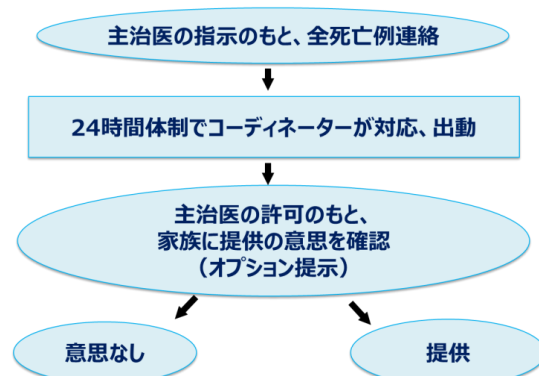 主治医の指示のもと、全死亡例連絡
24時間体制でコーディネーターが対応、出動
主治医の許可のもと、
家族に提供の意思を確認
（オプション提示）
意思なし
提供